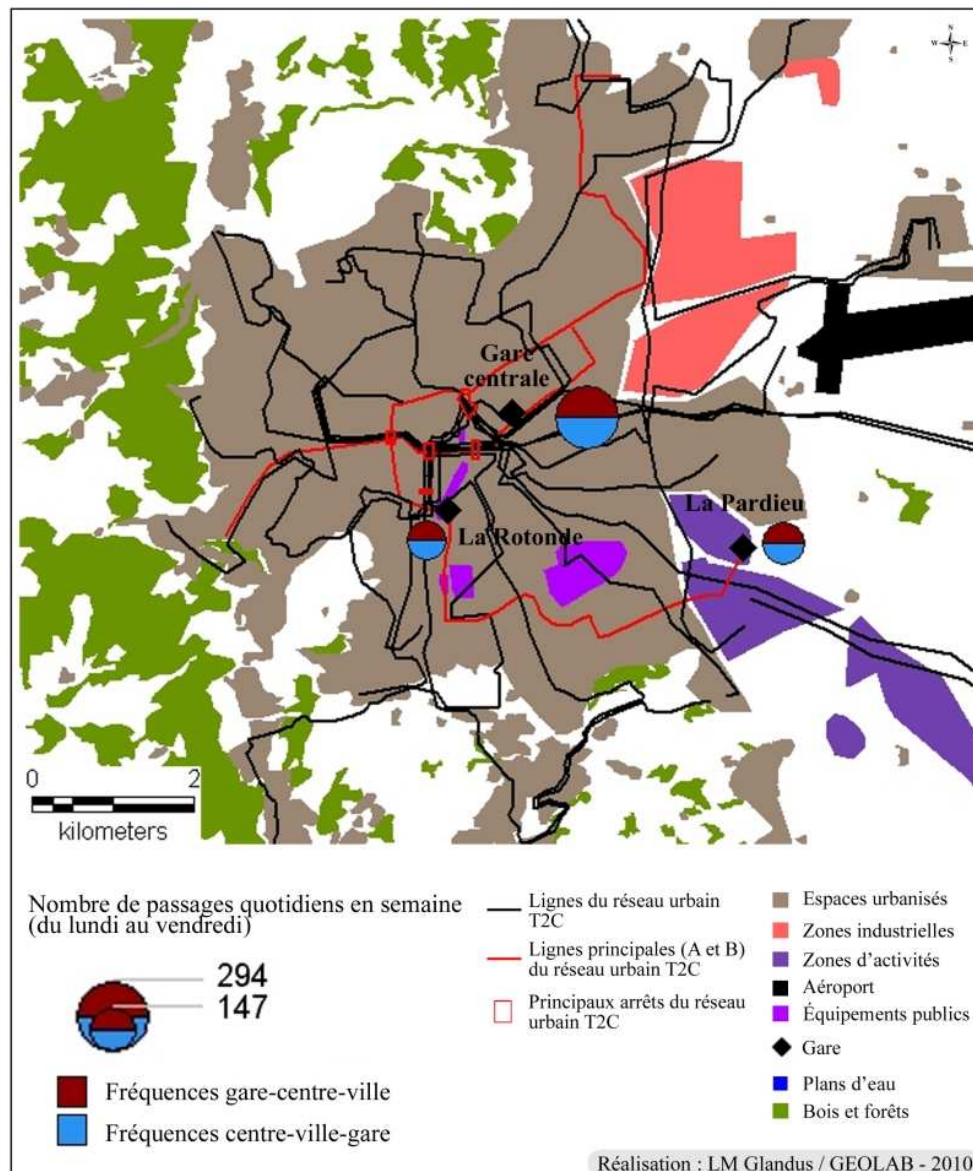 N
W E
S
Gare
centrale
La Pardieu
La Rotonde
0 2
kilometers
Nombre de passages quotidiens en semaine
(du lundi au vendredi)
294
147
Fréquences gare-centre-ville
Fréquences centre-ville-gare
Lignes du réseau urbain
T2C
Lignes principales (A et B)
du réseau urbain T2C
Principaux arrêts du réseau
urbain T2C
Espaces urbanisés
Zones industrielles
Zones d'activités
Aéroport
Équipements publics
Gare
Plans d'eau
Bois et forêts
Réalisation : LM Glandus / GEOLAB - 2010